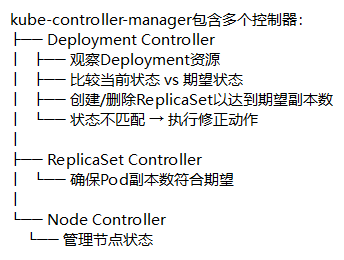 kube-controller-manager包含多个控制器:
├── Deployment Controller
│   ├── 观察Deployment资源
│   ├── 比较当前状态 vs 期望状态
│   ├── 创建/删除ReplicaSet以达到期望副本数
│   └── 状态不匹配 → 执行修正动作
│
├── ReplicaSet Controller
│   └── 确保Pod副本数符合期望
│
└── Node Controller
    └── 管理节点状态